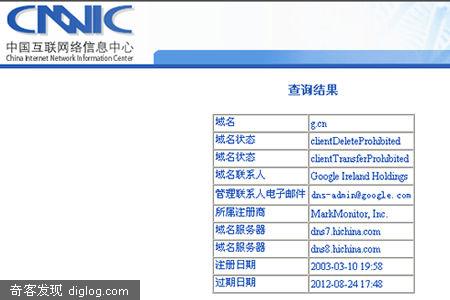 CNNIC
中国互联网络信息中心
China Internet Network Information Center
查询结果
域名 g.cn
域名状态 clientDeleteProhibited
域名状态 clientTransferProhibited
域名联系人 Google Ireland Holdings
管理联系人电子邮件 dns-admin@google.com
所属注册商 MarkMonitor, Inc.
域名服务器 dns7.hichina.com
域名服务器 dns8.hichina.com
注册日期 2003-03-10 19:58
过期日期 2012-08-24 17:48
奇客发现 diglog.com